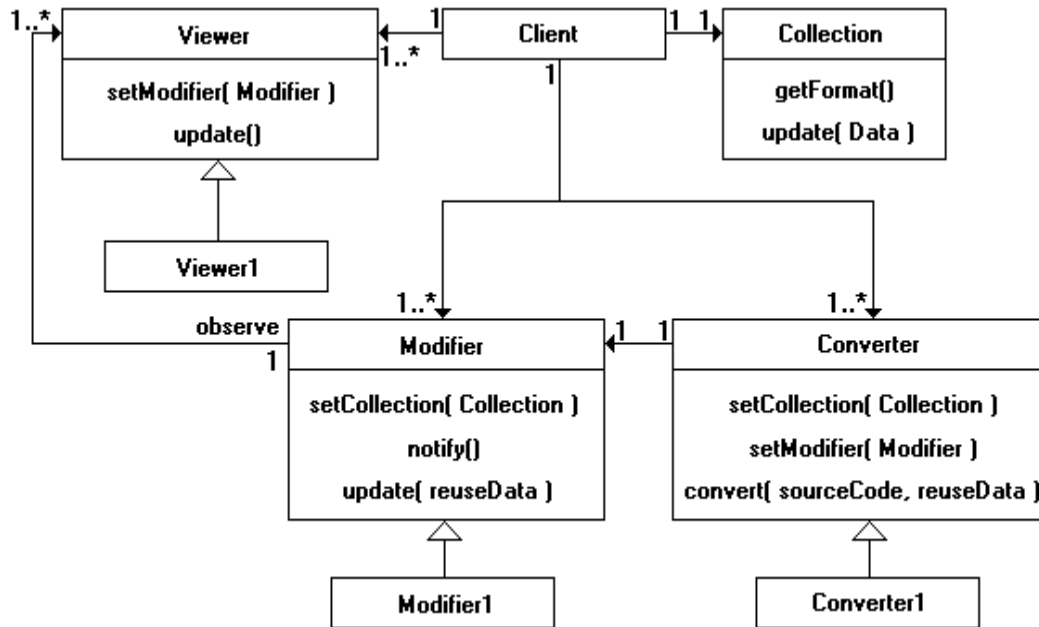 1..*
Viewer
1
Client
1
1
Collection
1..*
1
setModifier( Modifier )
update()
getFormat()
update( Data )
Viewer1
1..*
1..*
observe
1
Modifier
1
1
Converter
setCollection( Collection )
notify()
update( reuseData )
setCollection( Collection )
setModifier( Modifier )
convert( sourceCode, reuseData )
Modifier1
Converter1